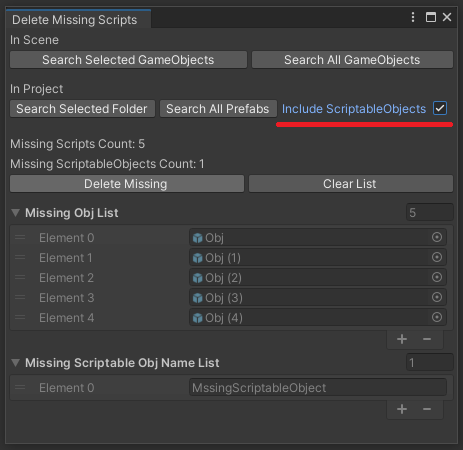 Delete Missing Scripts
In Scene
Search Selected GameObjects Search All GameObjects
In Project
Search Selected Folder Search All Prefabs Include ScriptableObjects
Missing Scripts Count: 5
Missing ScriptableObjects Count: 1
Delete Missing Clear List
Missing Obj List 5
Element 0 Obj
Element 1 Obj (1)
Element 2 Obj (2)
Element 3 Obj (3)
Element 4 Obj (4)
Missing Scriptable Obj Name List 1
Element 0 MssingScriptableObject